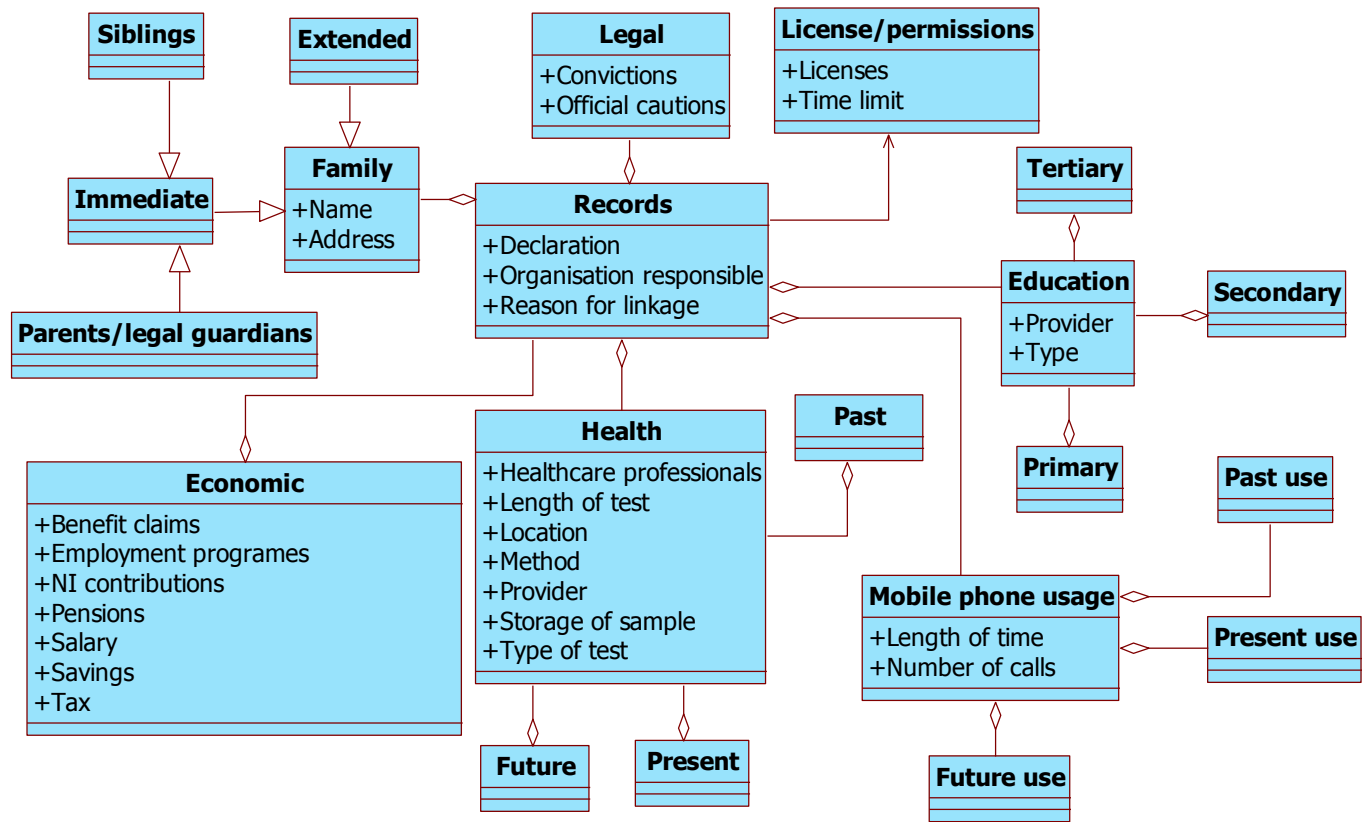 Siblings
Extended
Legal
+Convictions
+Official cautions
License/permissions
+Licenses
+Time limit
Immediate
Family
+Name
+Address
Records
+Declaration
+Organisation responsible
+Reason for linkage
Tertiary
Education
+Provider
+Type
Secondary
Parents/legal guardians
Primary
Economic
+Benefit claims
+Employment programes
+NI contributions
+Pensions
+Salary
+Savings
+Tax
Health
+Healthcare professionals
+Length of test
+Location
+Method
+Provider
+Storage of sample
+Type of test
Past
Past use
Mobile phone usage
+Length of time
+Number of calls
Present use
Future
Present
Future use